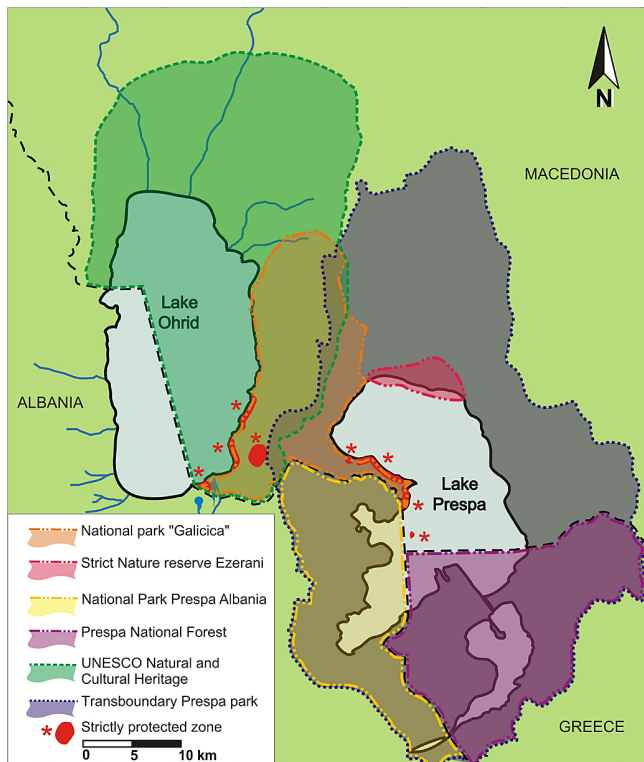 N
MACEDONIA
Lake
Ohrid
ALBANIA
Lake
Prespa
National park "Galicica"
Strict Nature reserve Ezerani
National Park Prespa Albania
Prespa National Forest
UNESCO Natural and
Cultural Heritage
Transboundary Prespa park
Strictly protected zone
0 5 10 km
GREECE